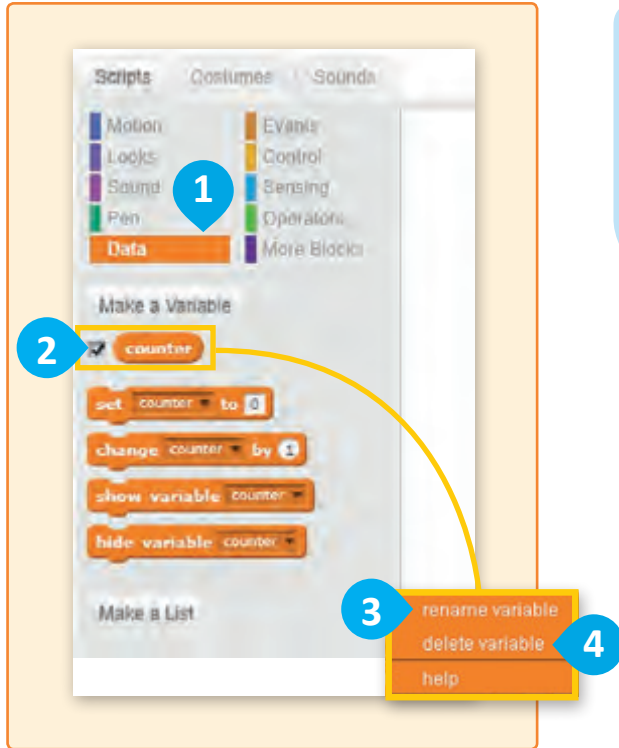 Scripts Costumes Sounds
Motion Events
Looks Control
Sound 1 Sensing
Pen Operators
Data More Blocks
Make a Variable
2 counter
set counter to 0
change counter by 1
show variable counter
hide variable counter
Make a List
3 rename variable
delete variable 4
help